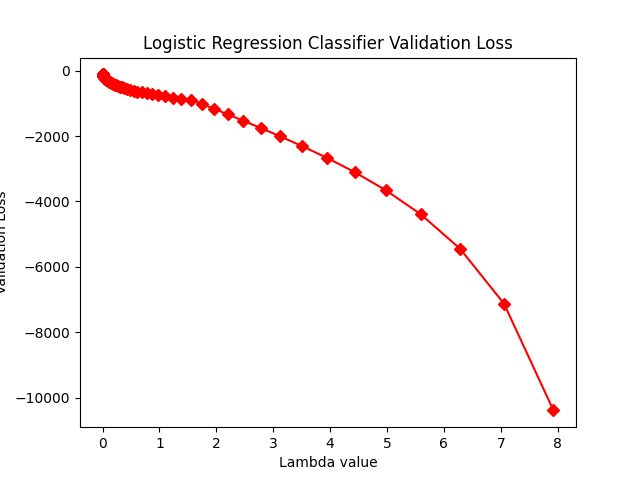 Logistic Regression Classifier Validation Loss
0
−2000
−4000
−6000
−8000
−10000
Validation Loss
0 1 2 3 4 5 6 7 8
Lambda value